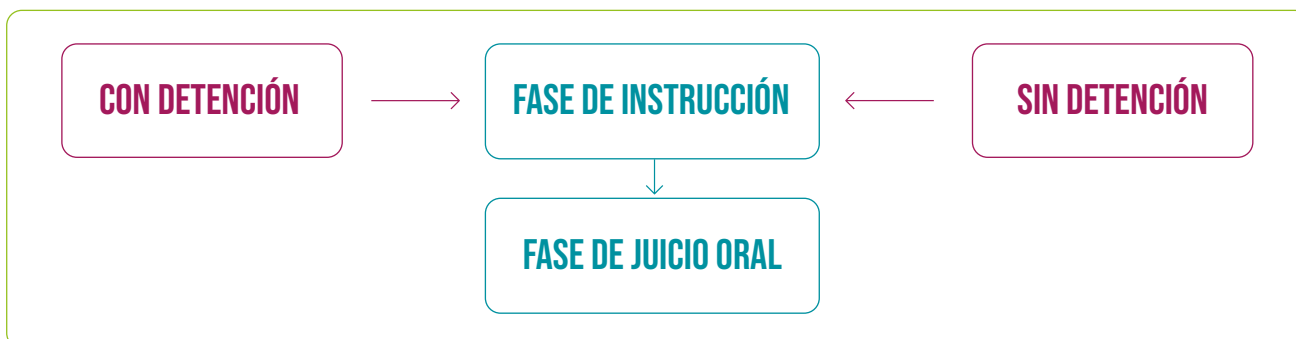 CON DETENCIÓN
FASE DE INSTRUCCIÓN
SIN DETENCIÓN
FASE DE JUICIO ORAL